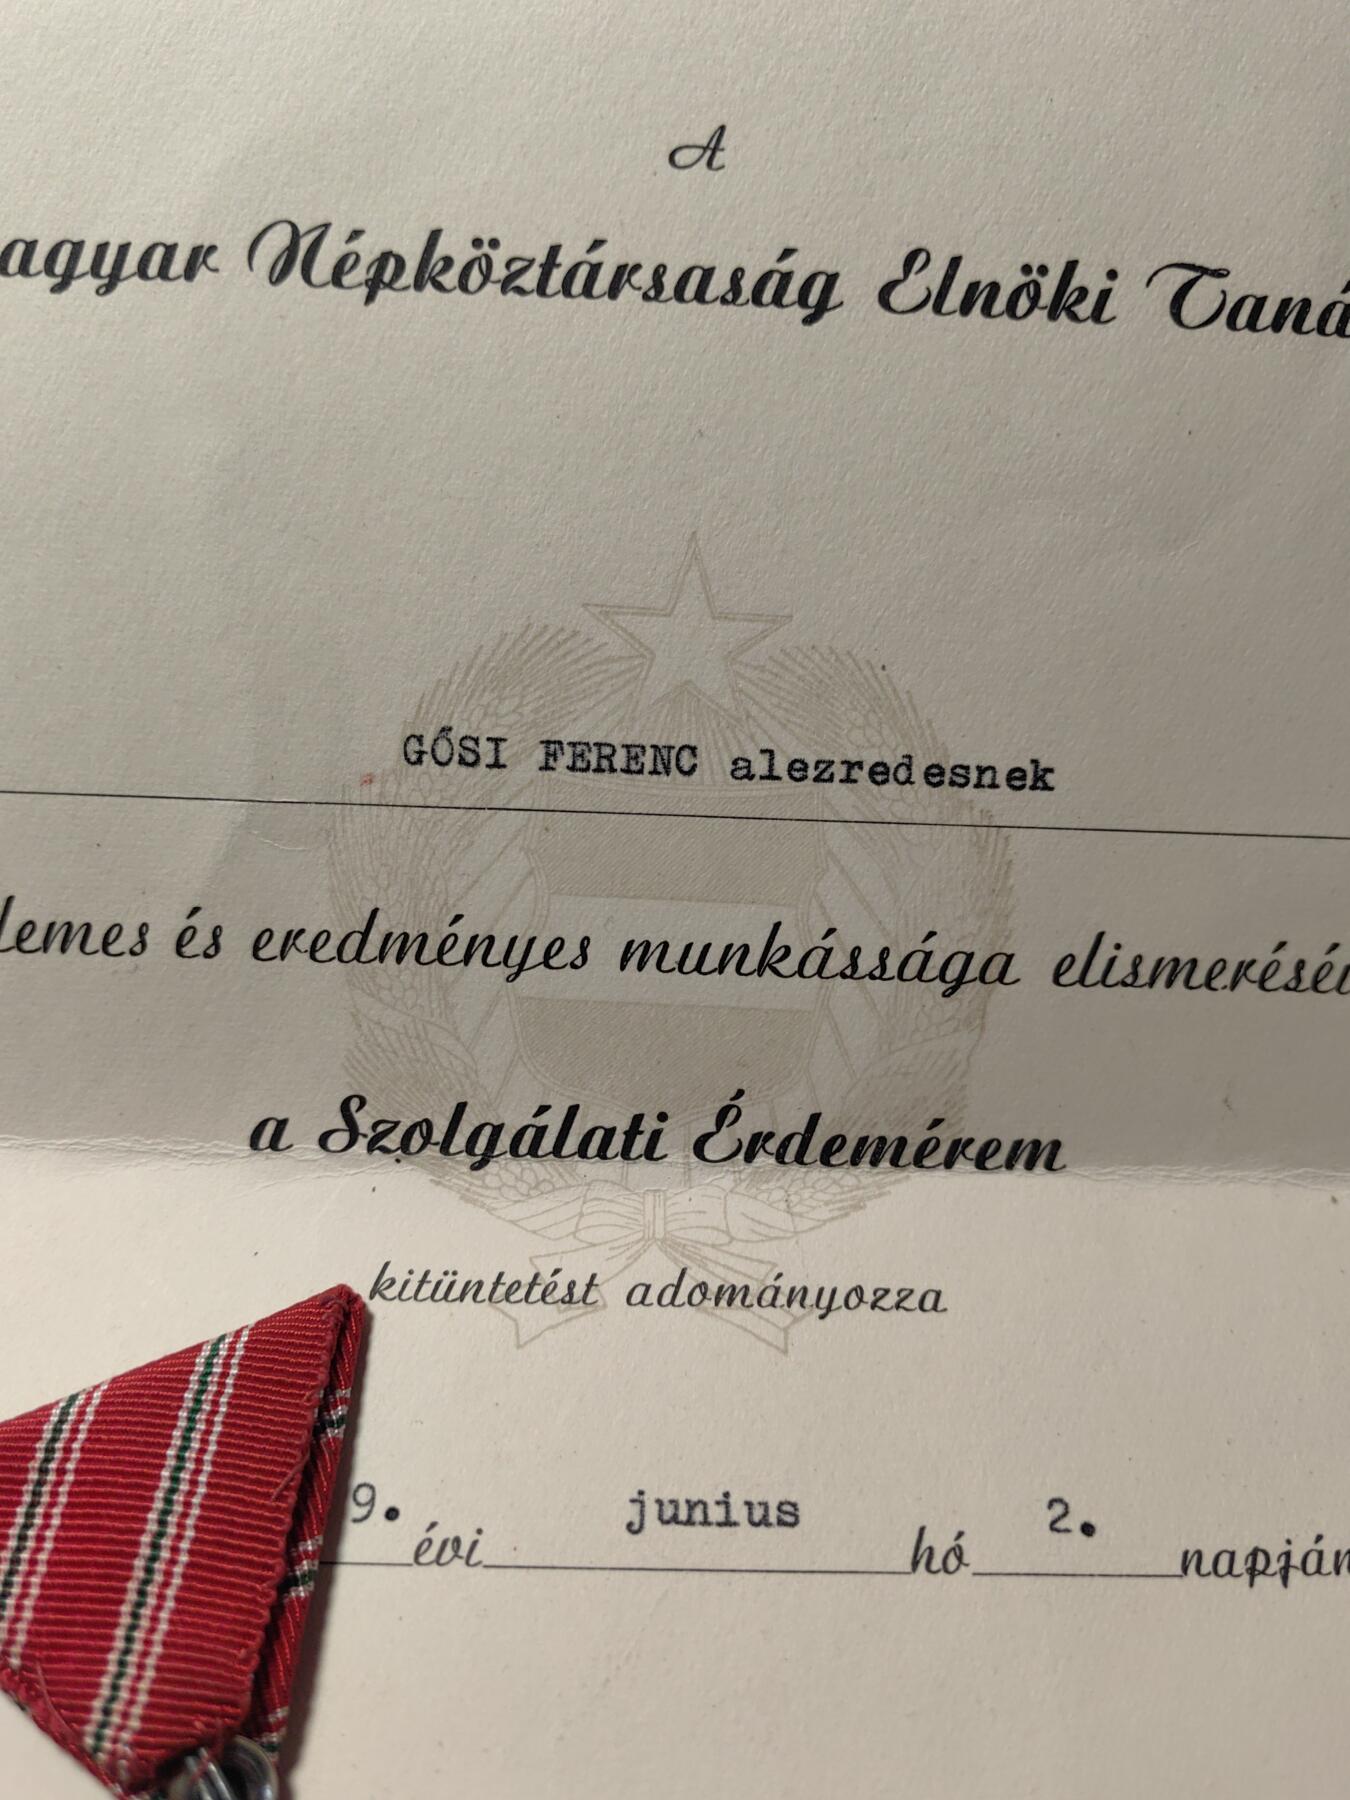 A
agyar Népköztársaság Elnöki Taná
GŐSI FERENC alezredesnek
lemes és eredményes munkássága elismerésé
a Szolgálati Érdemérem
kitüntetést adományozza
9. évi junius hó 2. napján